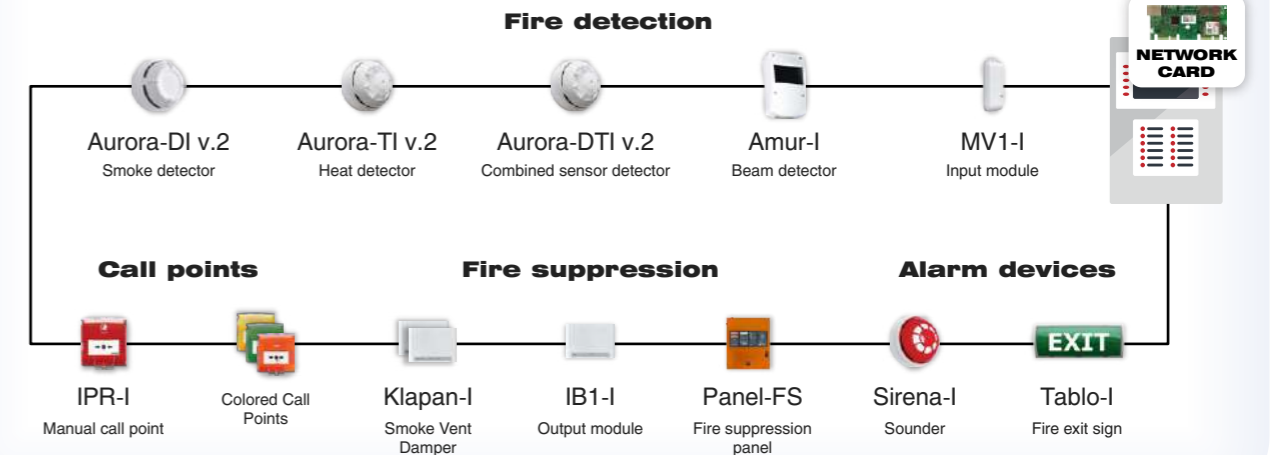 Fire detection
NETWORK
CARD
Aurora-DI v.2
Smoke detector
Aurora-TI v.2
Heat detector
Aurora-DTI v.2
Combined sensor detector
Amur-I
Beam detector
MV1-I
Input module
Call points
Fire suppression
Alarm devices
EXIT
IPR-I
Manual call point
Colored Call
Points
Klapan-I
Smoke Vent
Damper
IB1-I
Output module
Panel-FS
Fire suppression
panel
Sirena-I
Sounder
Tablo-I
Fire exit sign